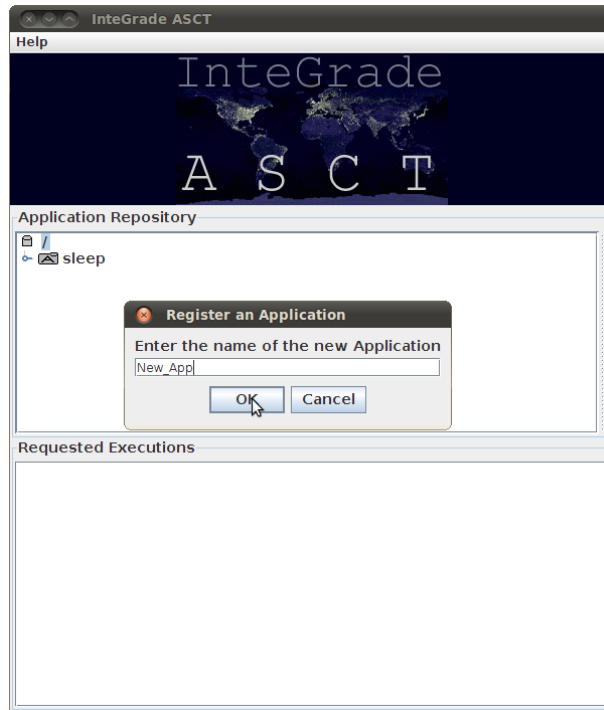 InteGrade ASCT
Help
InteGrade
A S C T
Application Repository
/
sleep
Register an Application
Enter the name of the new Application
New_App
OK Cancel
Requested Executions